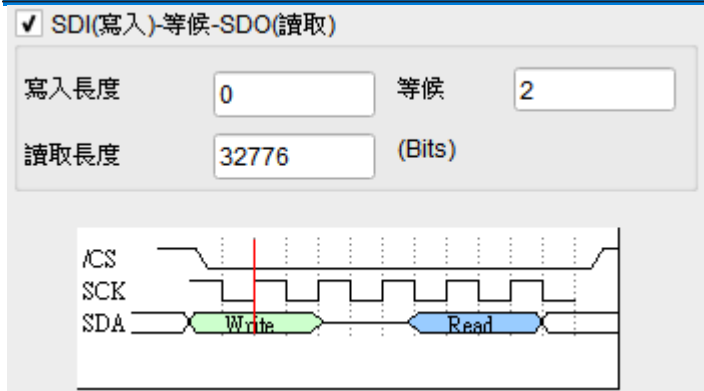 SDI(寫入)-等候-SDO(讀取)
寫入長度 0 等候 2
讀取長度 32776 (Bits)
/CS
SCK
SDA Write Read